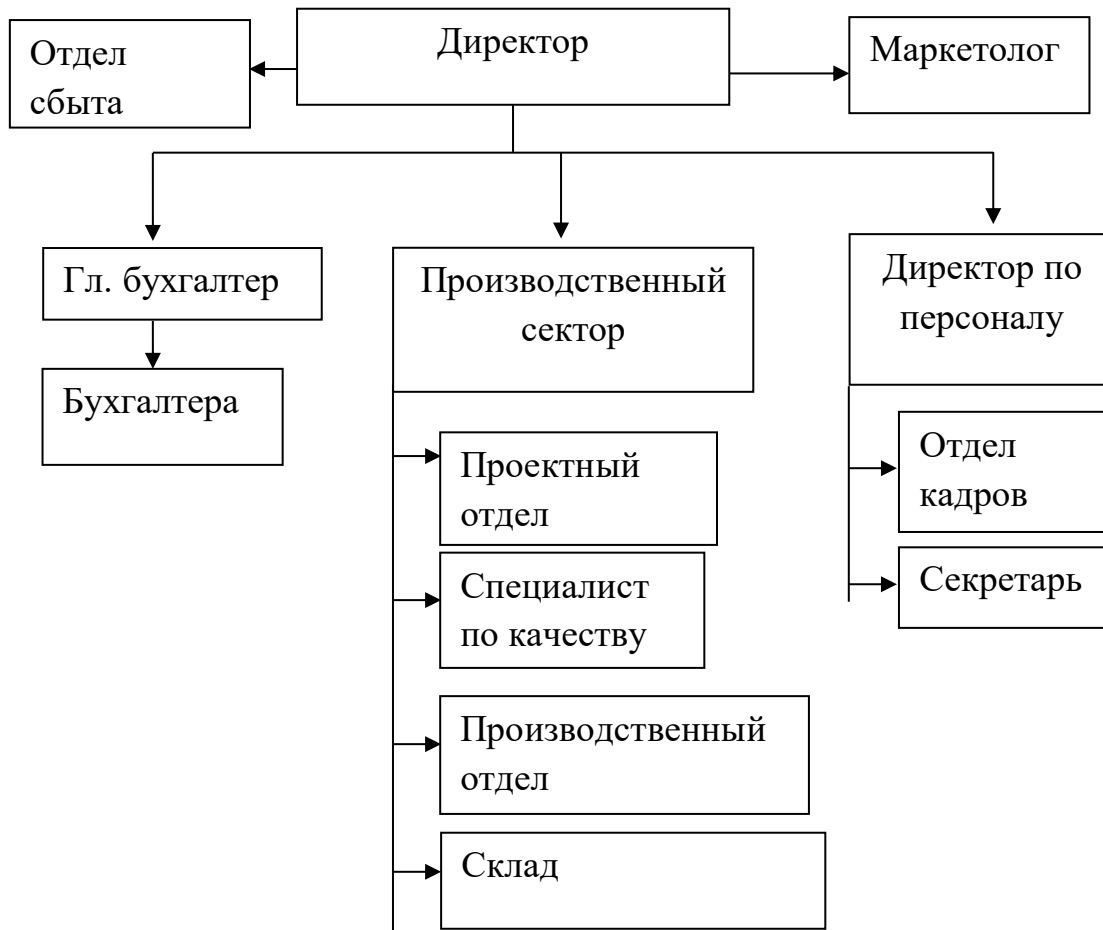 Директор
Отдел
сбыта
Маркетолог
Гл. бухгалтер
Бухгалтера
Производственный
сектор
Проектный
отдел
Специалист
по качеству
Производственный
отдел
Склад
Директор по
персоналу
Отдел
кадров
Секретарь